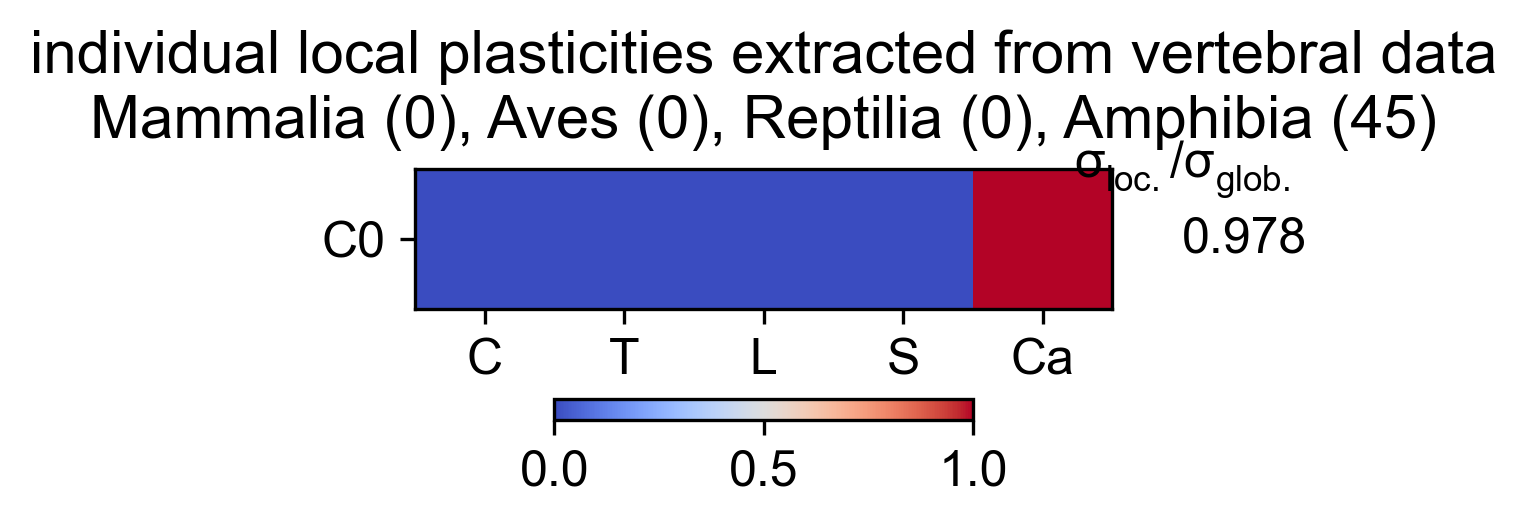 individual local plasticities extracted from vertebral data
Mammalia (0), Aves (0), Reptilia (0), Amphibia (45)
σloc. /σglob.
C0 0.978
C T L S Ca
0.0 0.5 1.0